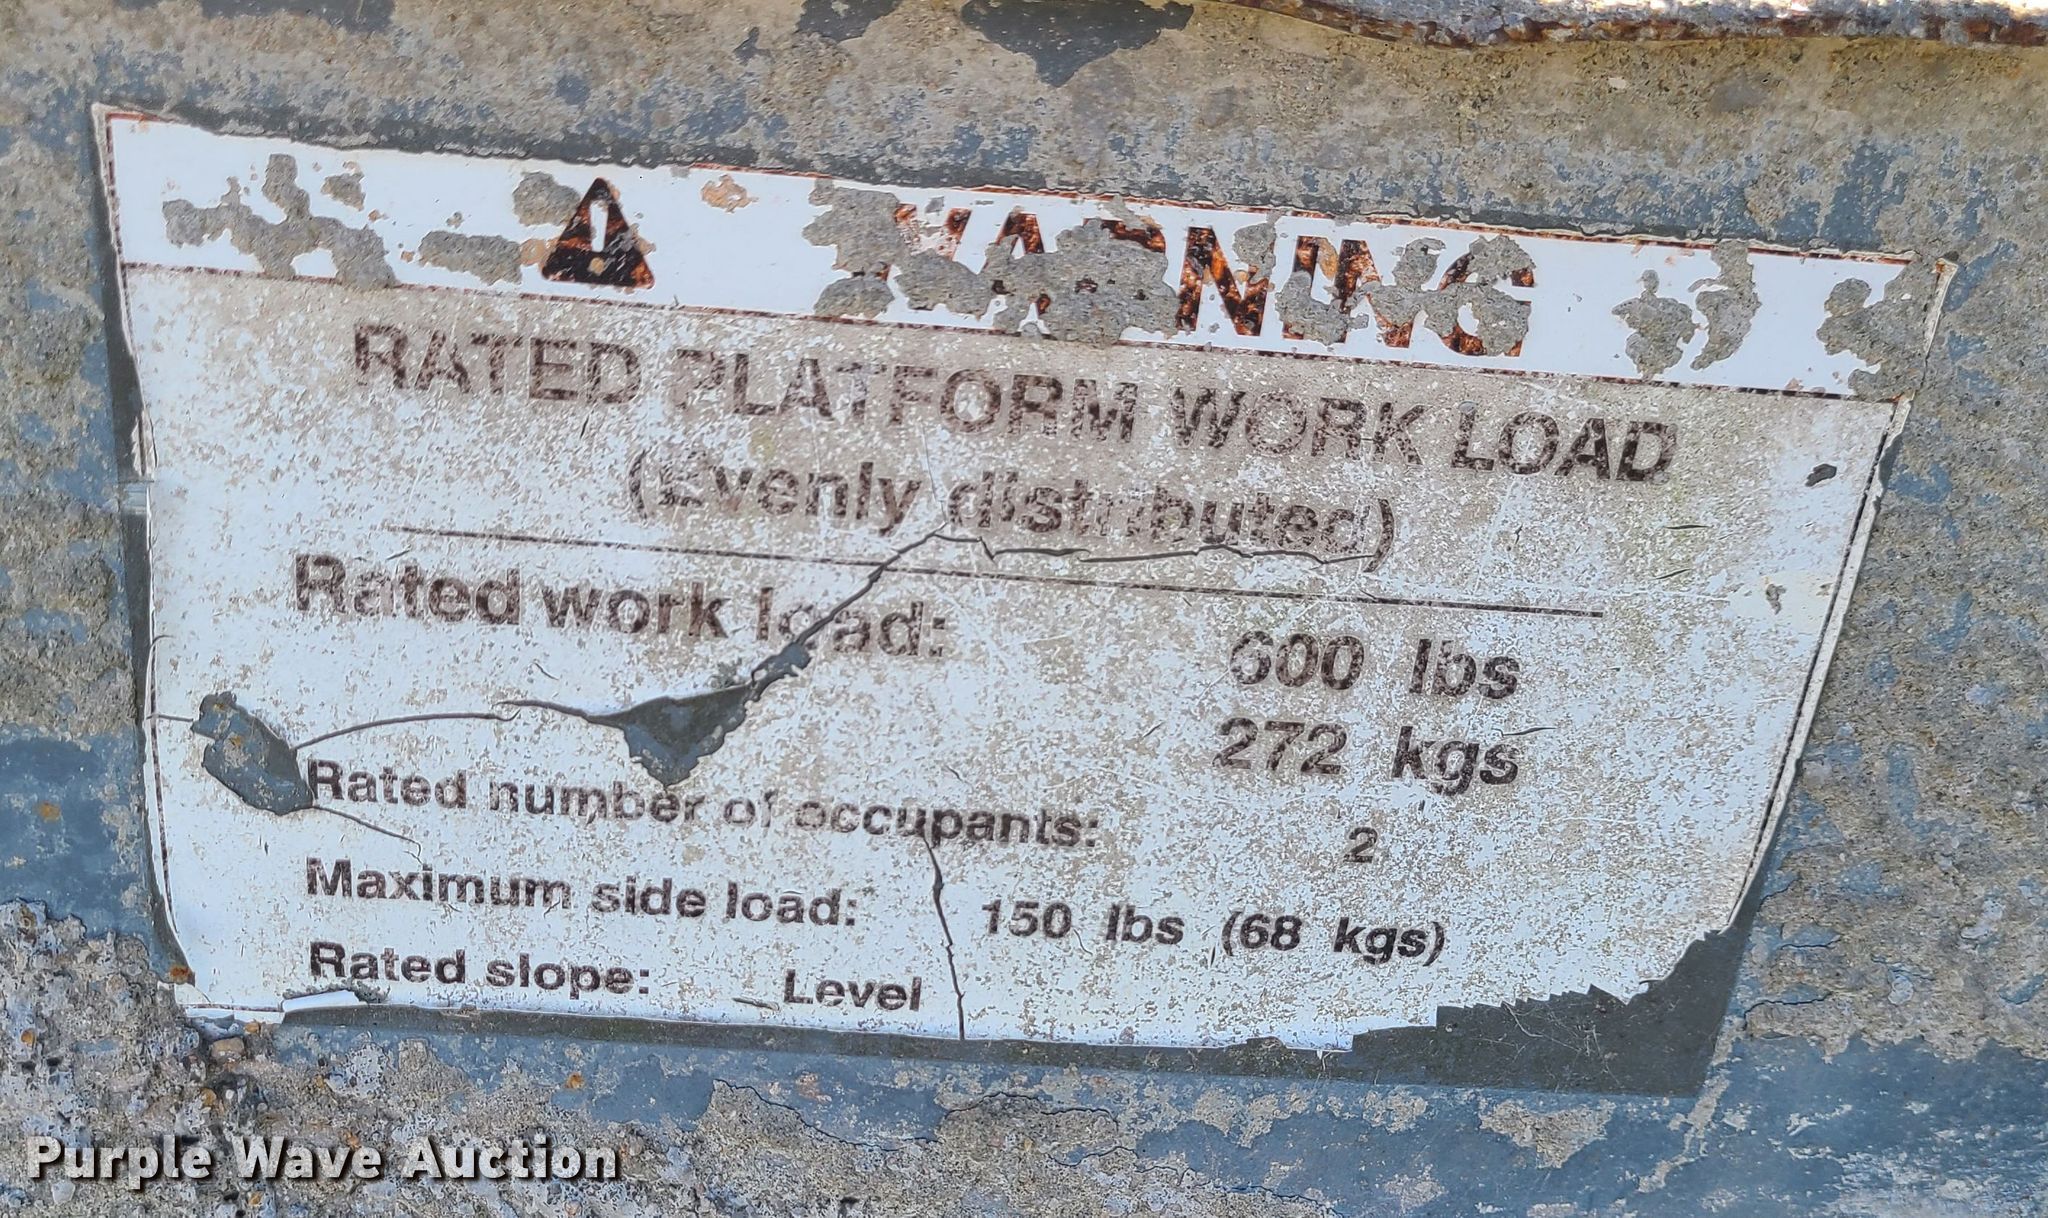 WARNING
RATED PLATFORM WORK LOAD
(Evenly distributed)
Rated work load: 600 lbs
272 kgs
Rated number of occupants: 2
Maximum side load: 150 lbs (68 kgs)
Rated slope: Level
Purple Wave Auction